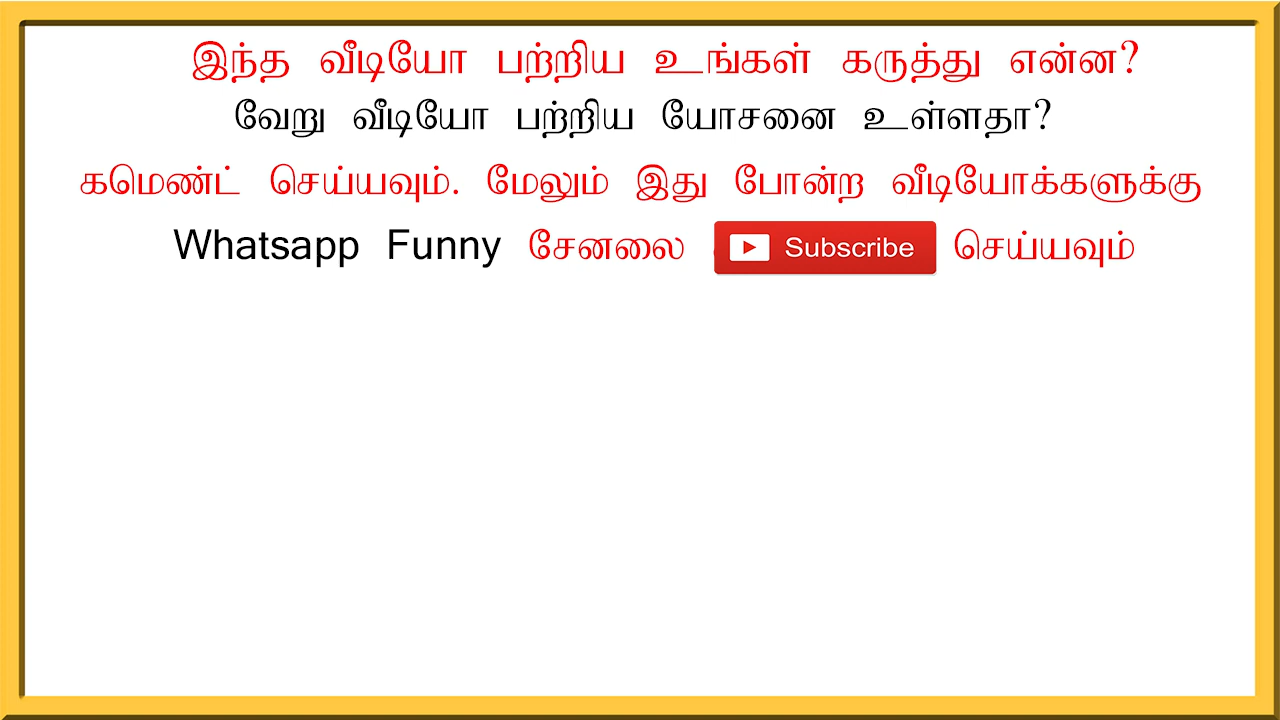 இந்த வீடியோ பற்றிய உங்கள் கருத்து என்ன?
வேறு வீடியோ பற்றிய யோசனை உள்ளதா?
கமெண்ட் செய்யவும். மேலும் இது போன்ற வீடியோக்களுக்கு
Whatsapp Funny சேனலை Subscribe செய்யவும்